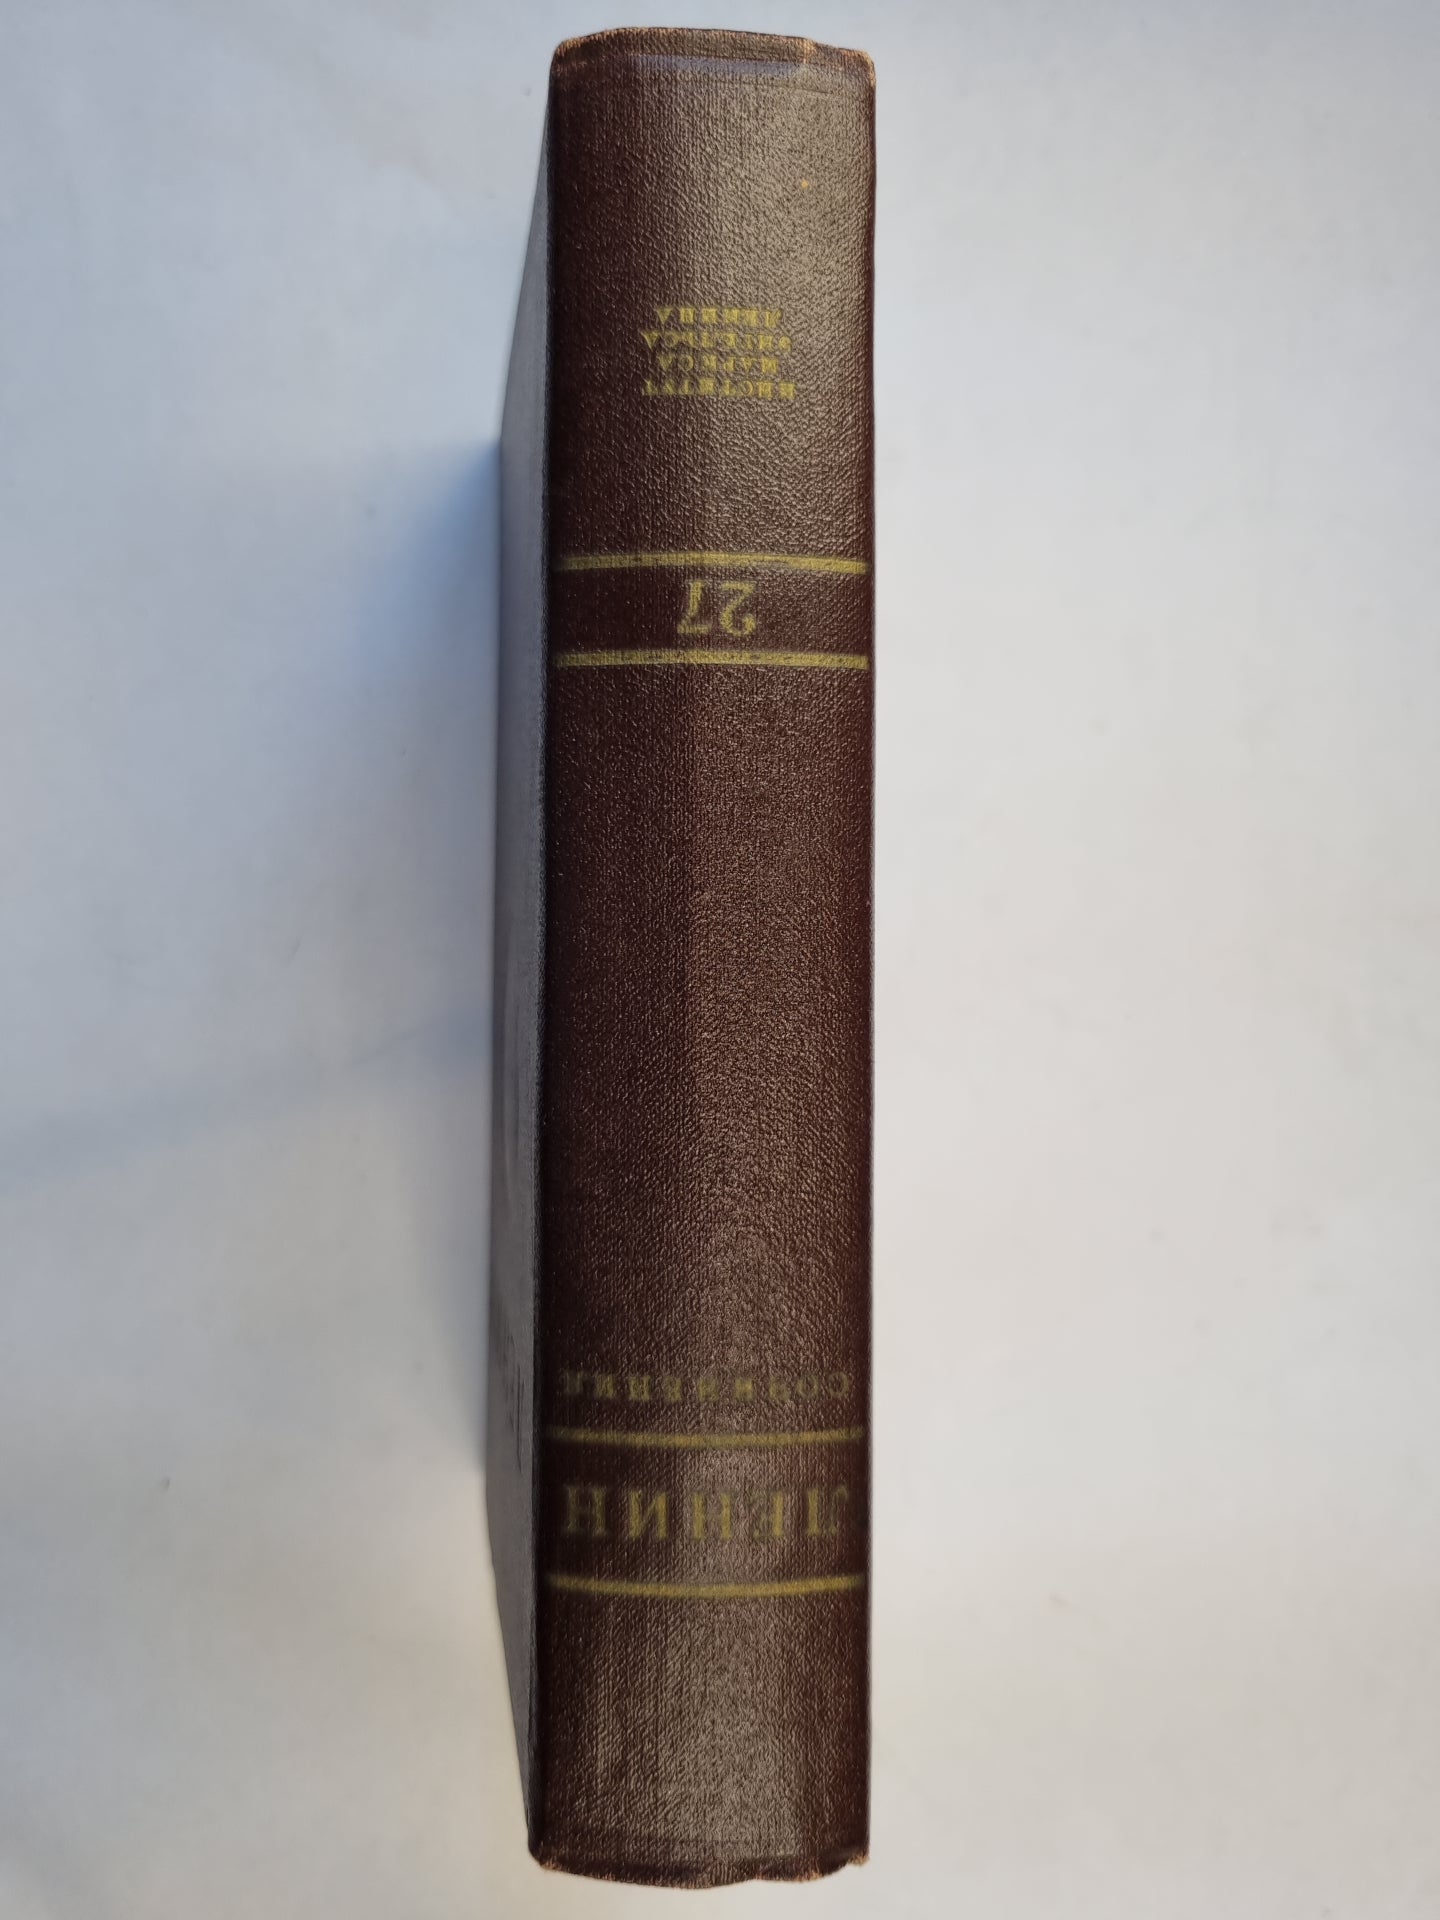 ЛЕНИН
СОЧИНЕНИЯ
27
ИНСТИТУТ
МАРКСА
ЭНГЕЛЬСА
ЛЕНИНА